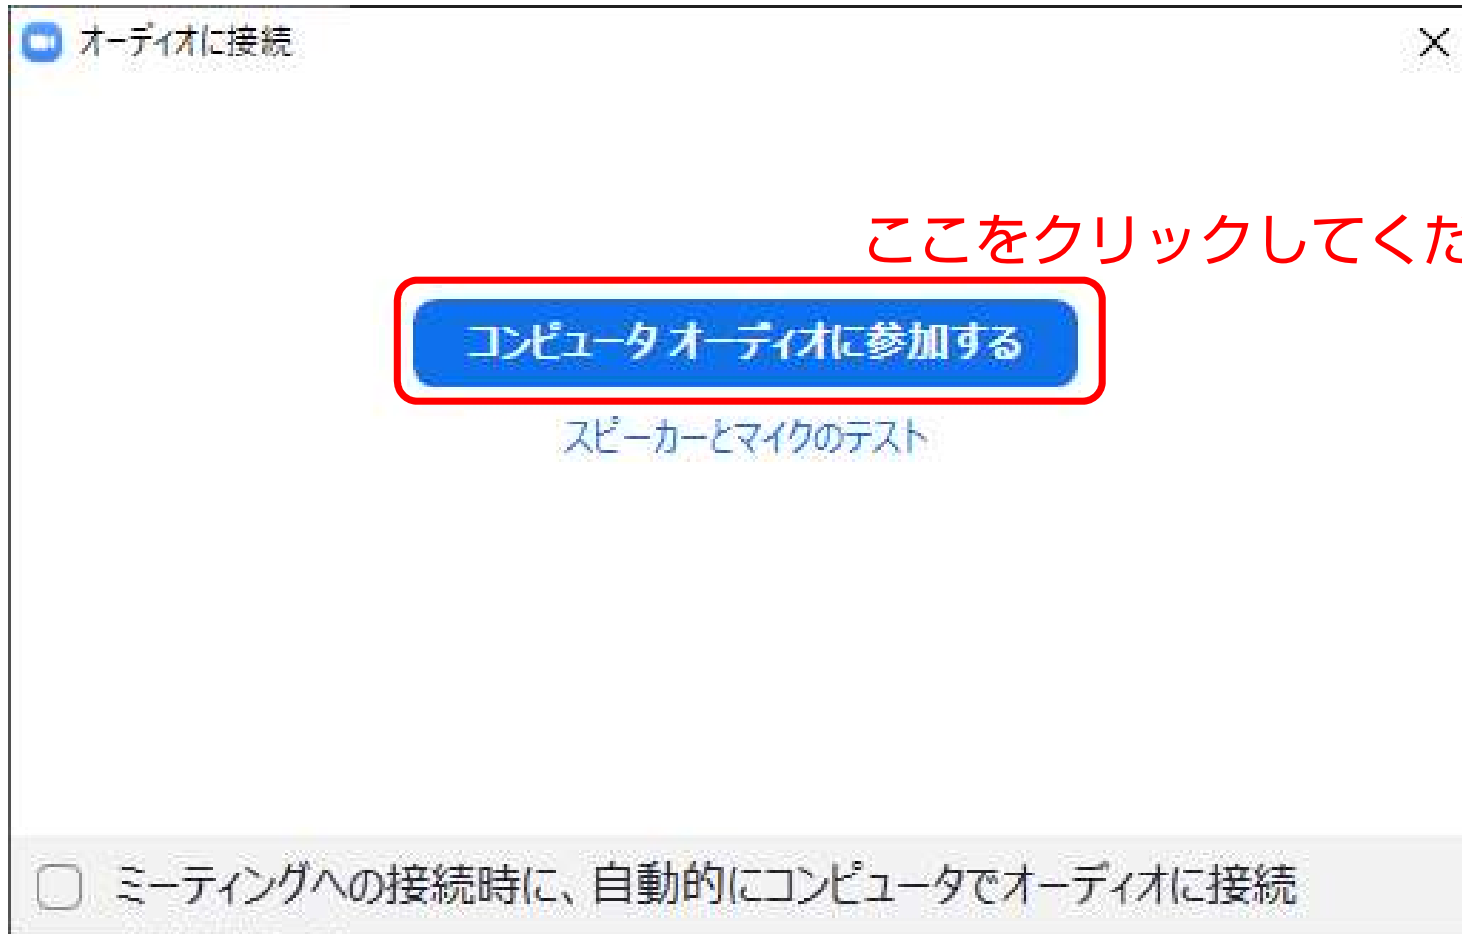 オーディオに接続
ここをクリックしてくだ
コンピュータ オーディオに参加する
スピーカーとマイクのテスト
ミーティングへの接続時に、自動的にコンピュータでオーディオに接続